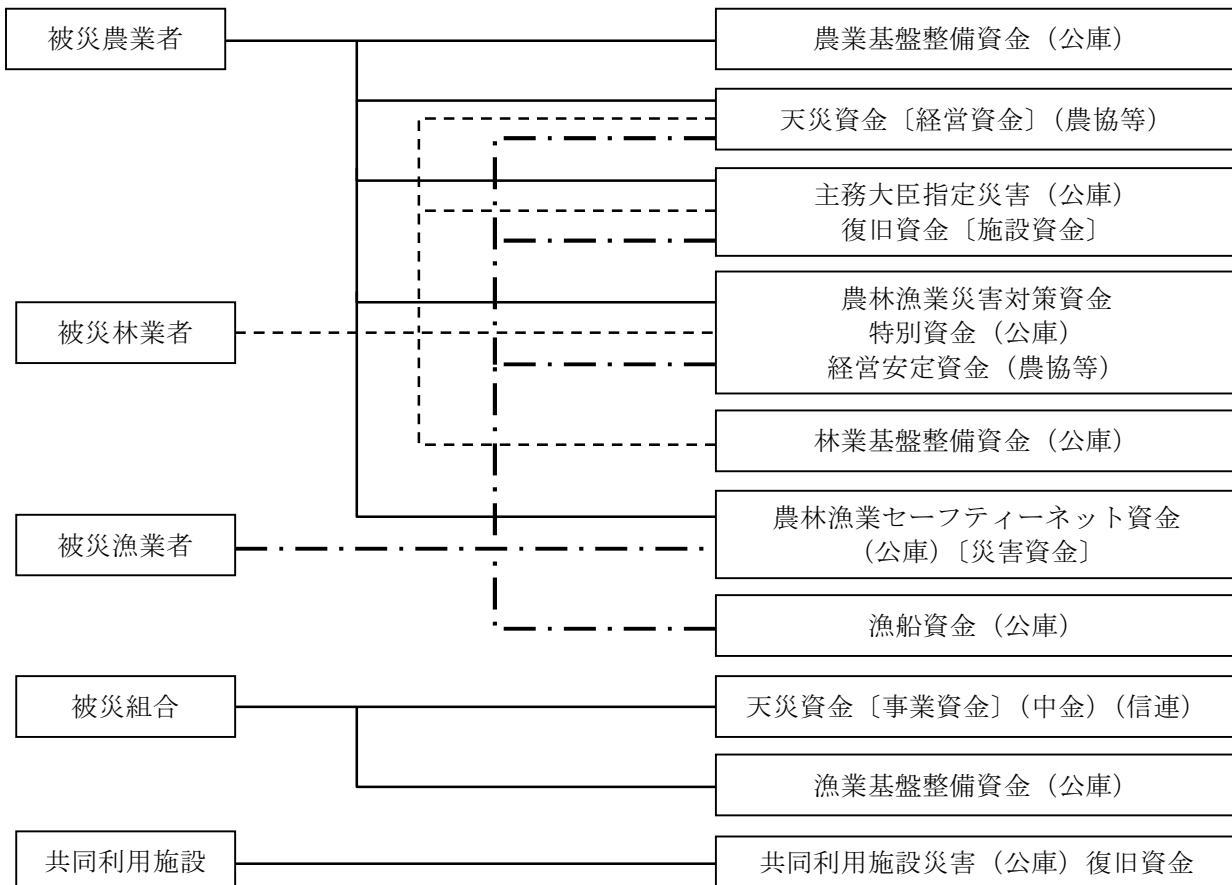 被災農業者
農業基盤整備資金（公庫）
天災資金〔経営資金〕（農協等）
主務大臣指定災害（公庫）
復旧資金〔施設資金〕
被災林業者
農林漁業災害対策資金
特別資金（公庫）
経営安定資金（農協等）
林業基盤整備資金（公庫）
被災漁業者
農林漁業セーフティーネット資金
（公庫）〔災害資金〕
漁船資金（公庫）
被災組合
天災資金〔事業資金〕（中金）（信連）
漁業基盤整備資金（公庫）
共同利用施設
共同利用施設災害（公庫）復旧資金